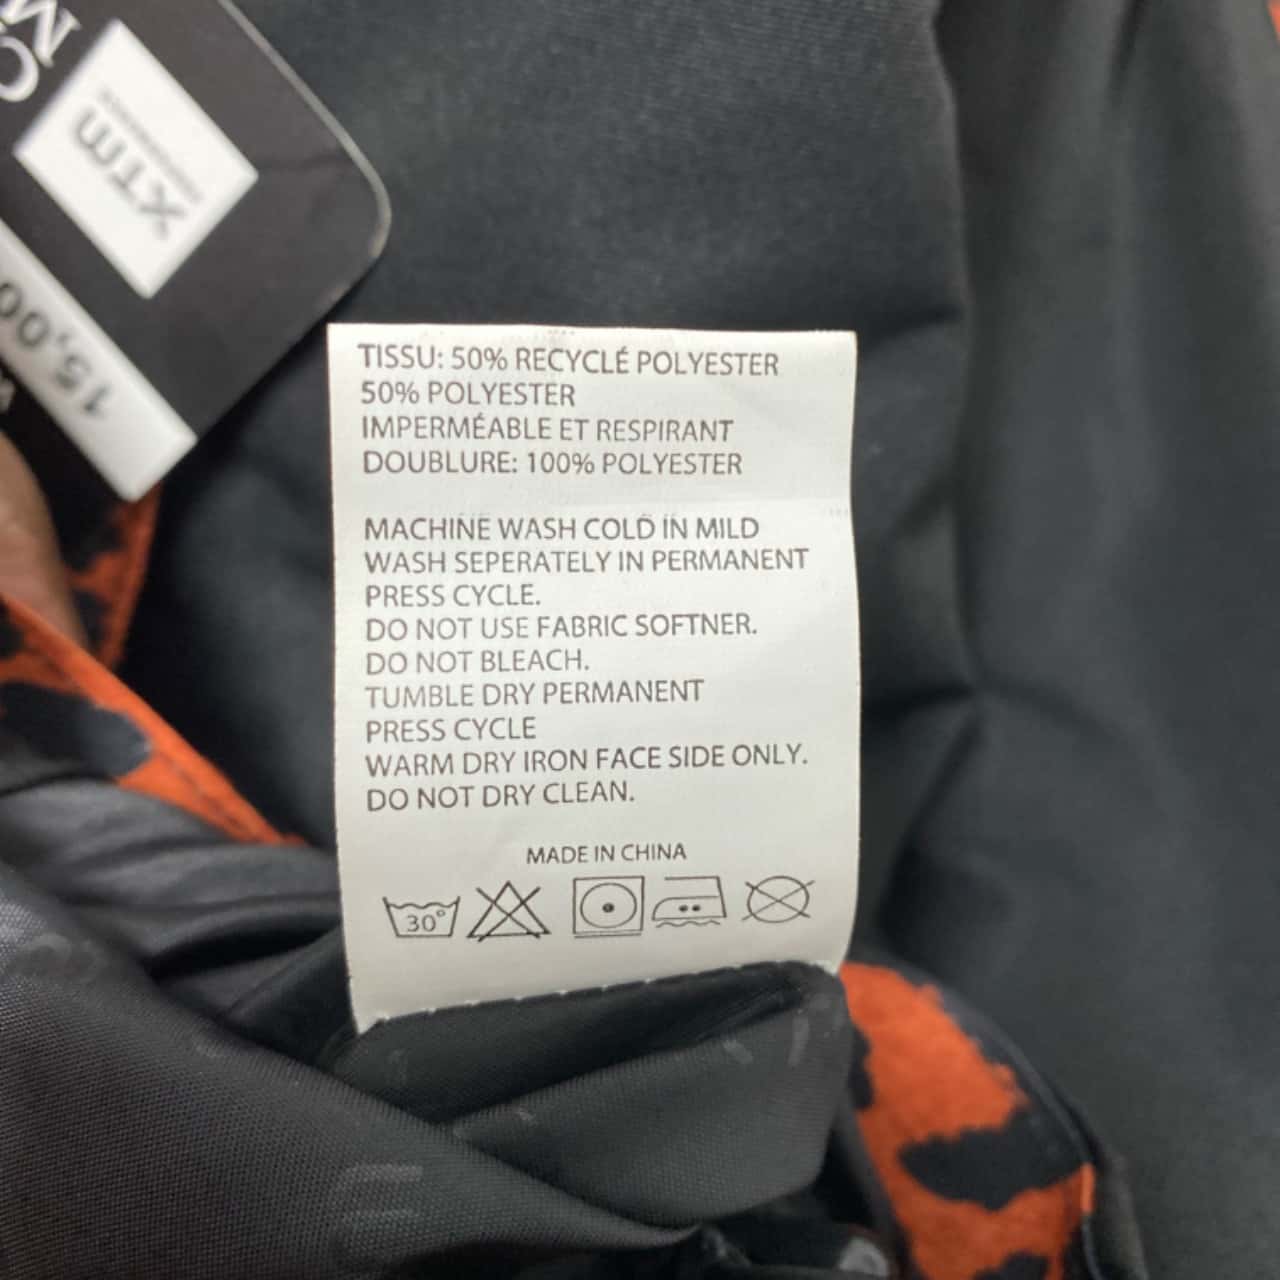 XTM
15,00
TISSU: 50% RECYCLÉ POLYESTER
50% POLYESTER
IMPERMÉABLE ET RESPIRANT
DOUBLURE: 100% POLYESTER
MACHINE WASH COLD IN MILD
WASH SEPERATELY IN PERMANENT
PRESS CYCLE.
DO NOT USE FABRIC SOFTNER.
DO NOT BLEACH.
TUMBLE DRY PERMANENT
PRESS CYCLE
WARM DRY IRON FACE SIDE ONLY.
DO NOT DRY CLEAN.
MADE IN CHINA
30°